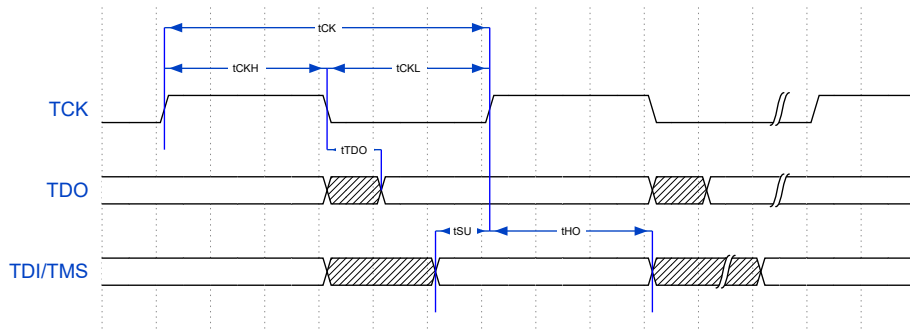 tCK
tCKH
tCKL
TCK
tTDO
TDO
tSU
tHO
TDI/TMS